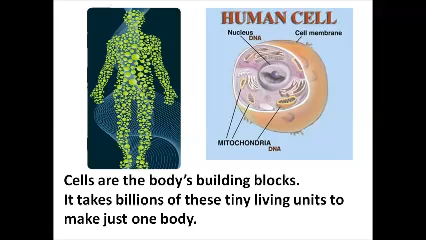 HUMAN CELL
Nucleus
DNA
Cell membrane
MITOCHONDRIA
DNA
Cells are the body's building blocks.
It takes billions of these tiny living units to
make just one body.